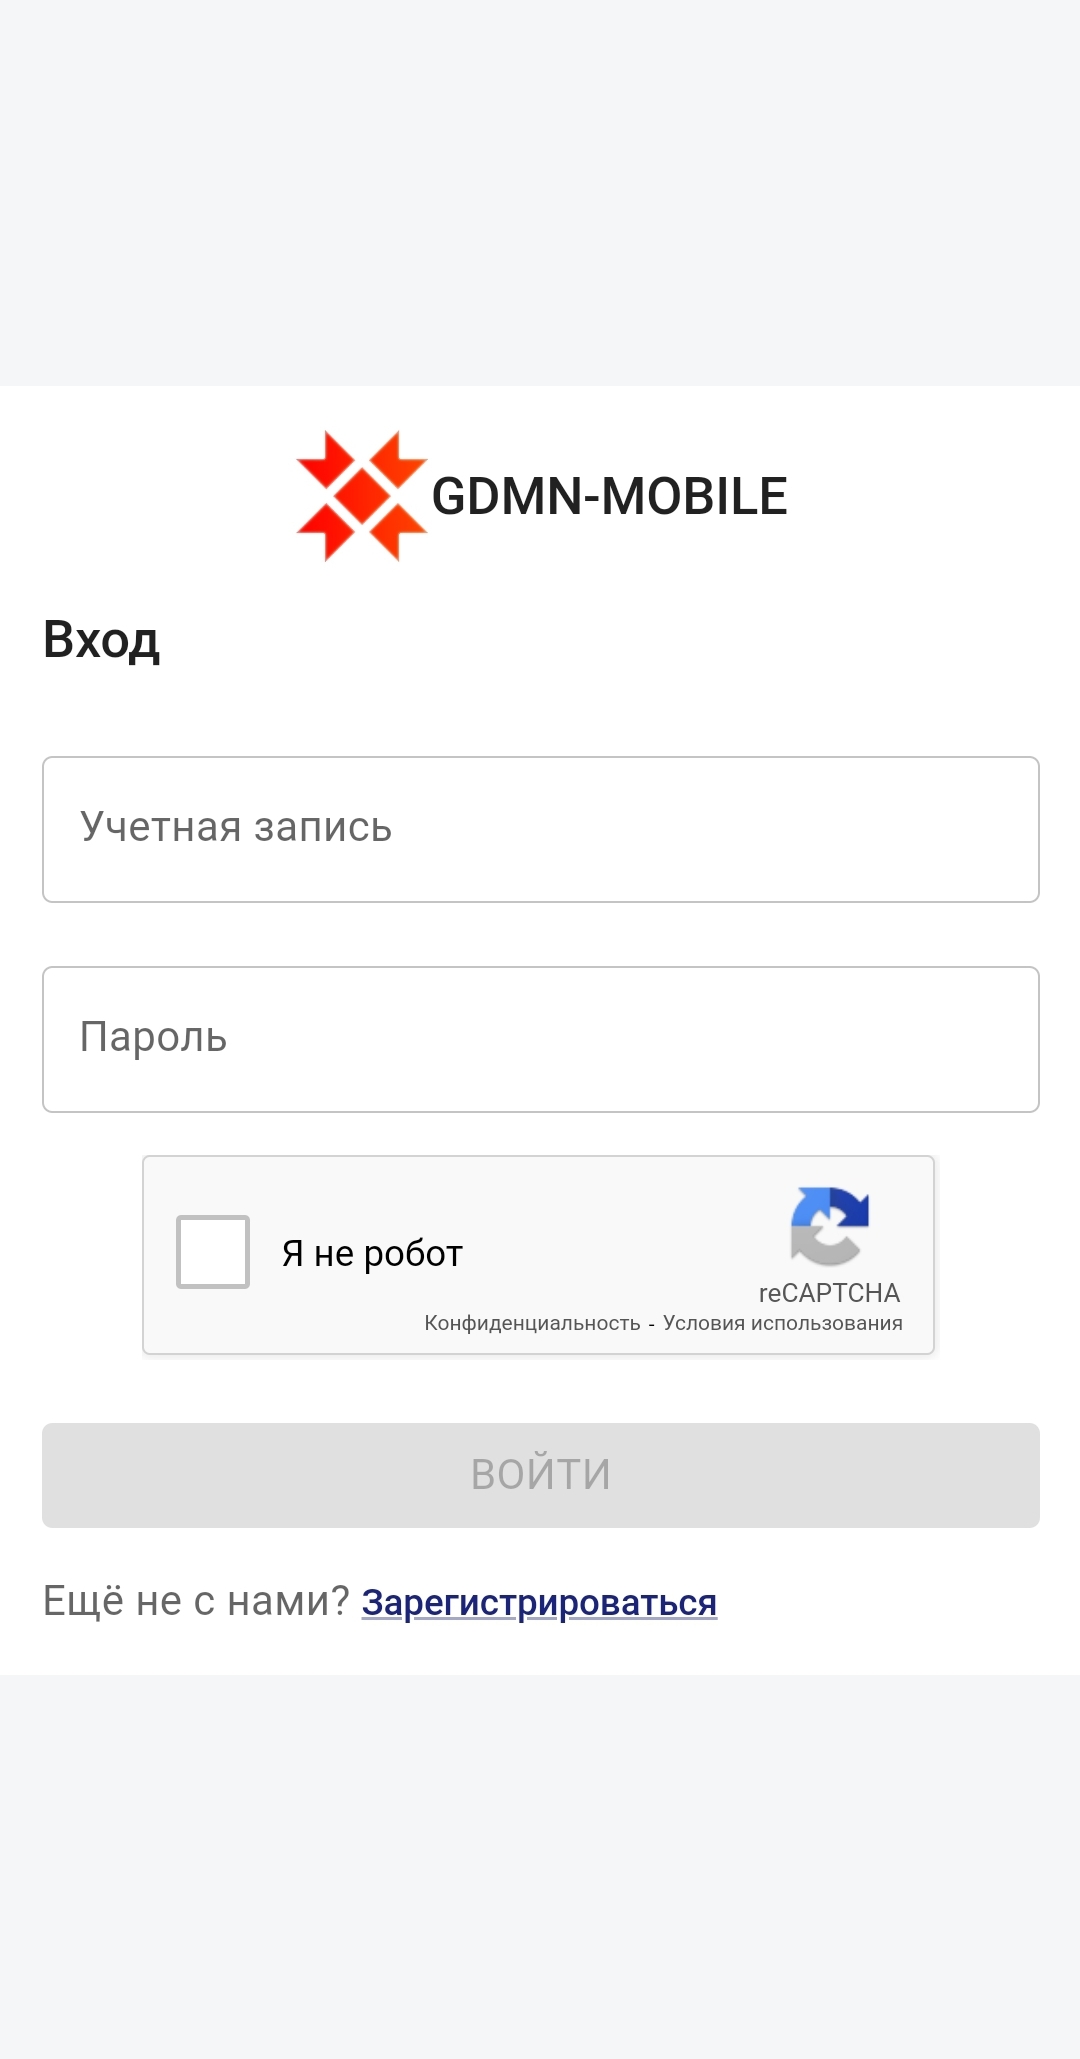 GDMN-MOBILE
Вход
Учетная запись
Пароль
Я не робот
reCAPTCHA
Конфиденциальность - Условия использования
ВОЙТИ
Ещё не с нами? Зарегистрироваться